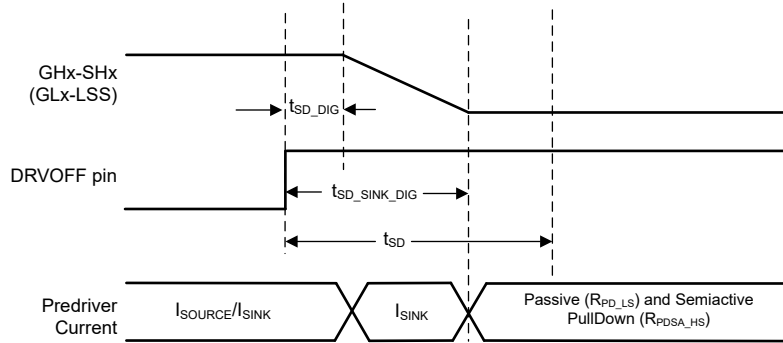 GHx-SHx
(GLx-LSS)
tSD_DIG
DRVOFF pin
tSD_SINK_DIG
tSD
Predriver
Current
ISOURCE/ISINK
ISINK
Passive (RPD_LS) and Semiactive
PullDown (RPDSA_HS)